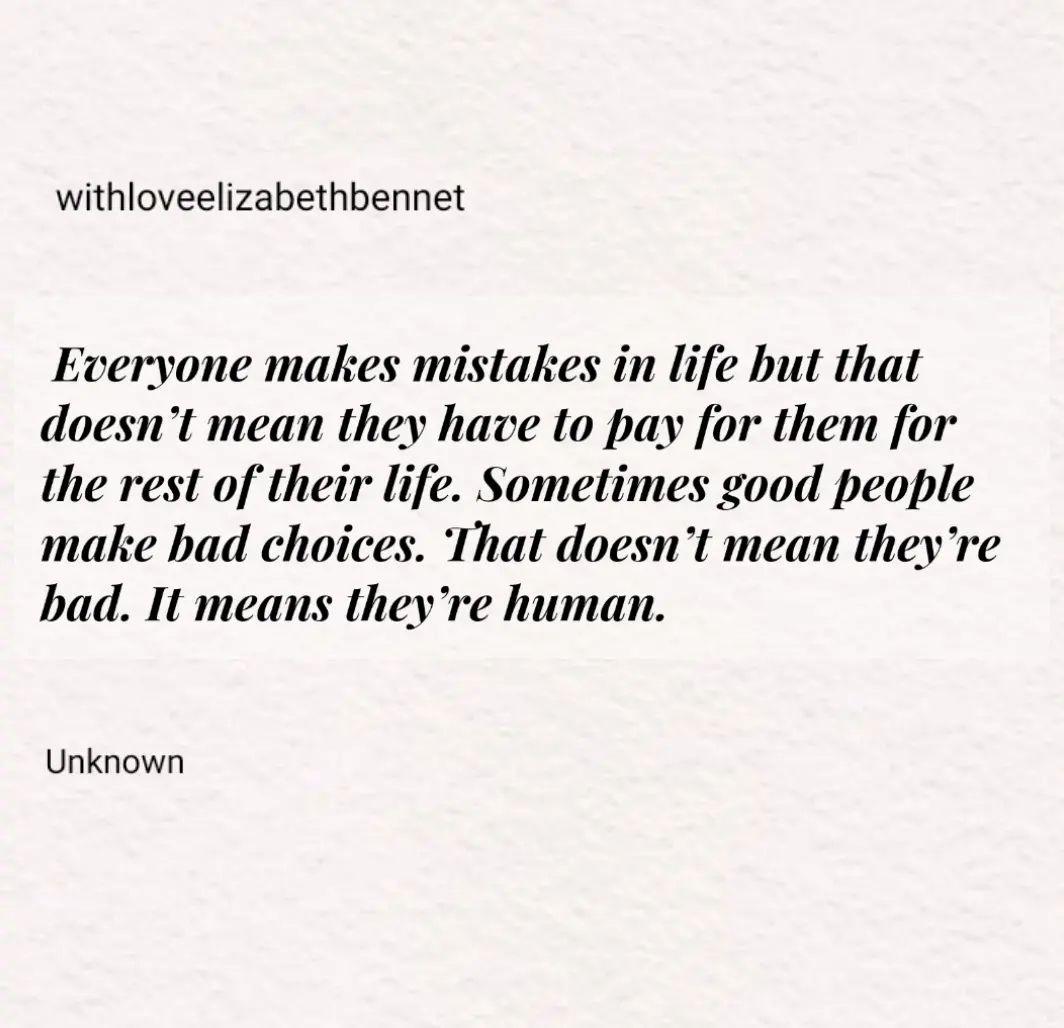 withloveelizabethbennet
Everyone makes mistakes in life but that
doesn’t mean they have to pay for them for
the rest of their life. Sometimes good people
make bad choices. That doesn’t mean they’re
bad. It means they’re human.
Unknown